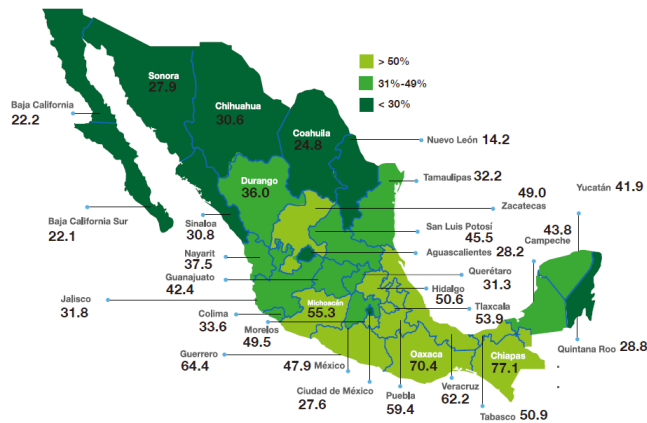 > 50%
31%-49%
< 30%
Sonora
27.9
Chihuahua
30.6
Coahuila
24.8
Baja California
22.2
Nuevo León 14.2
Tamaulipas 32.2
Yucatán 41.9
Durango
36.0
49.0
Zacatecas
Baja California Sur
22.1
Sinaloa
30.8
San Luis Potosí
45.5
43.8
Campeche
Nayarit
37.5
Aguascalientes 28.2
Guanajuato
42.4
Querétaro
31.3
Hidalgo
50.6
Jalisco
31.8
Michoacán
55.3
Tlaxcala
53.9
Colima
33.6
Morelos
49.5
Quintana Roo 28.8
Guerrero
64.4
47.9 México
Oaxaca
70.4
Chiapas
77.1
Ciudad de México
27.6
Puebla
59.4
Veracruz
62.2
Tabasco 50.9